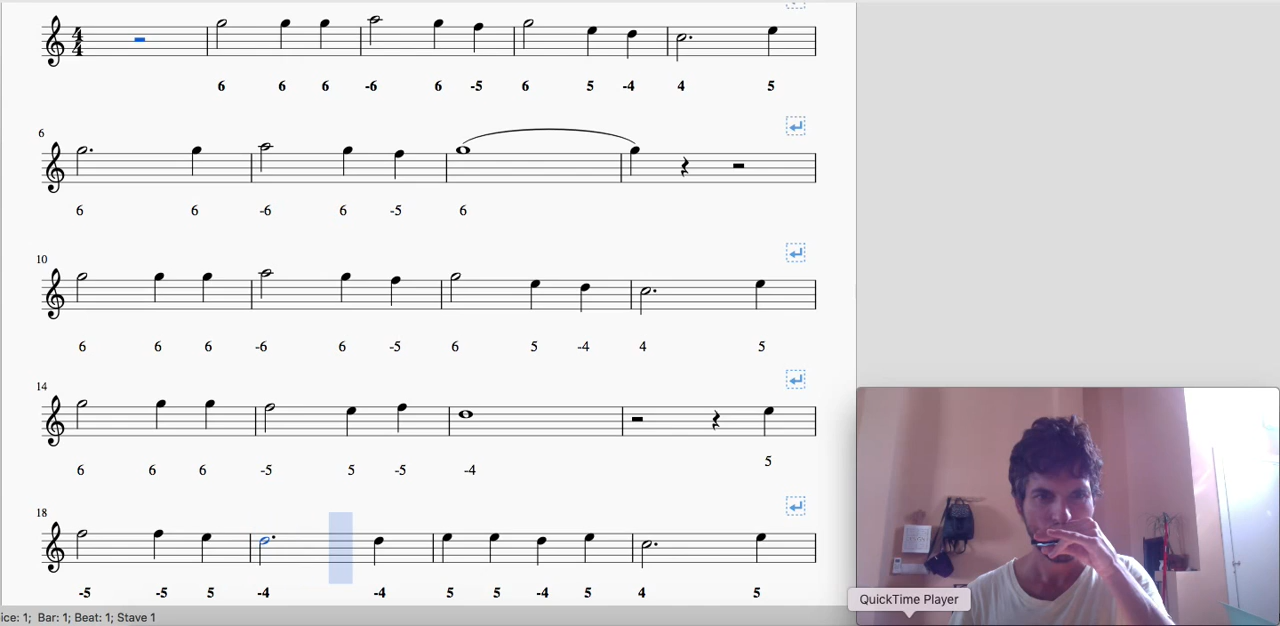 4 4
6 6 6 -6 6 -5 6 5 -4 4 5
6
6 6 -6 6 -5 6
10
6 6 6 -6 6 -5 6 5 -4 4 5
14
6 6 6 -5 5 -5 -4 5
18
-5 -5 5 -4 -4 5 5 -4 5 4 5
QuickTime Player
ice: 1; Bar: 1; Beat: 1; Stave 1